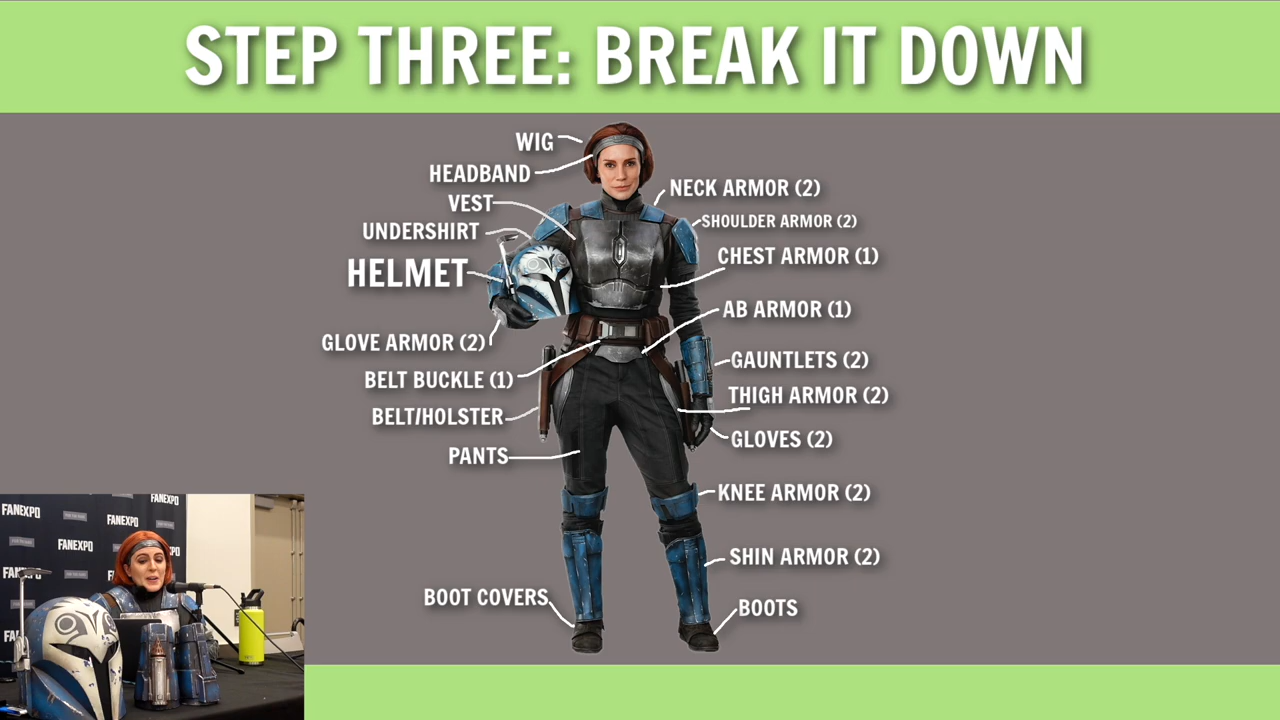 STEP THREE: BREAK IT DOWN
WIG
HEADBAND
VEST
UNDERSHIRT
HELMET
GLOVE ARMOR (2)
BELT BUCKLE (1)
BELT/HOLSTER
PANTS
BOOT COVERS
NECK ARMOR (2)
SHOULDER ARMOR (2)
CHEST ARMOR (1)
AB ARMOR (1)
GAUNTLETS (2)
THIGH ARMOR (2)
GLOVES (2)
KNEE ARMOR (2)
SHIN ARMOR (2)
BOOTS
FANEXPO
FANEXPO
FANEXPO
FANEXPO